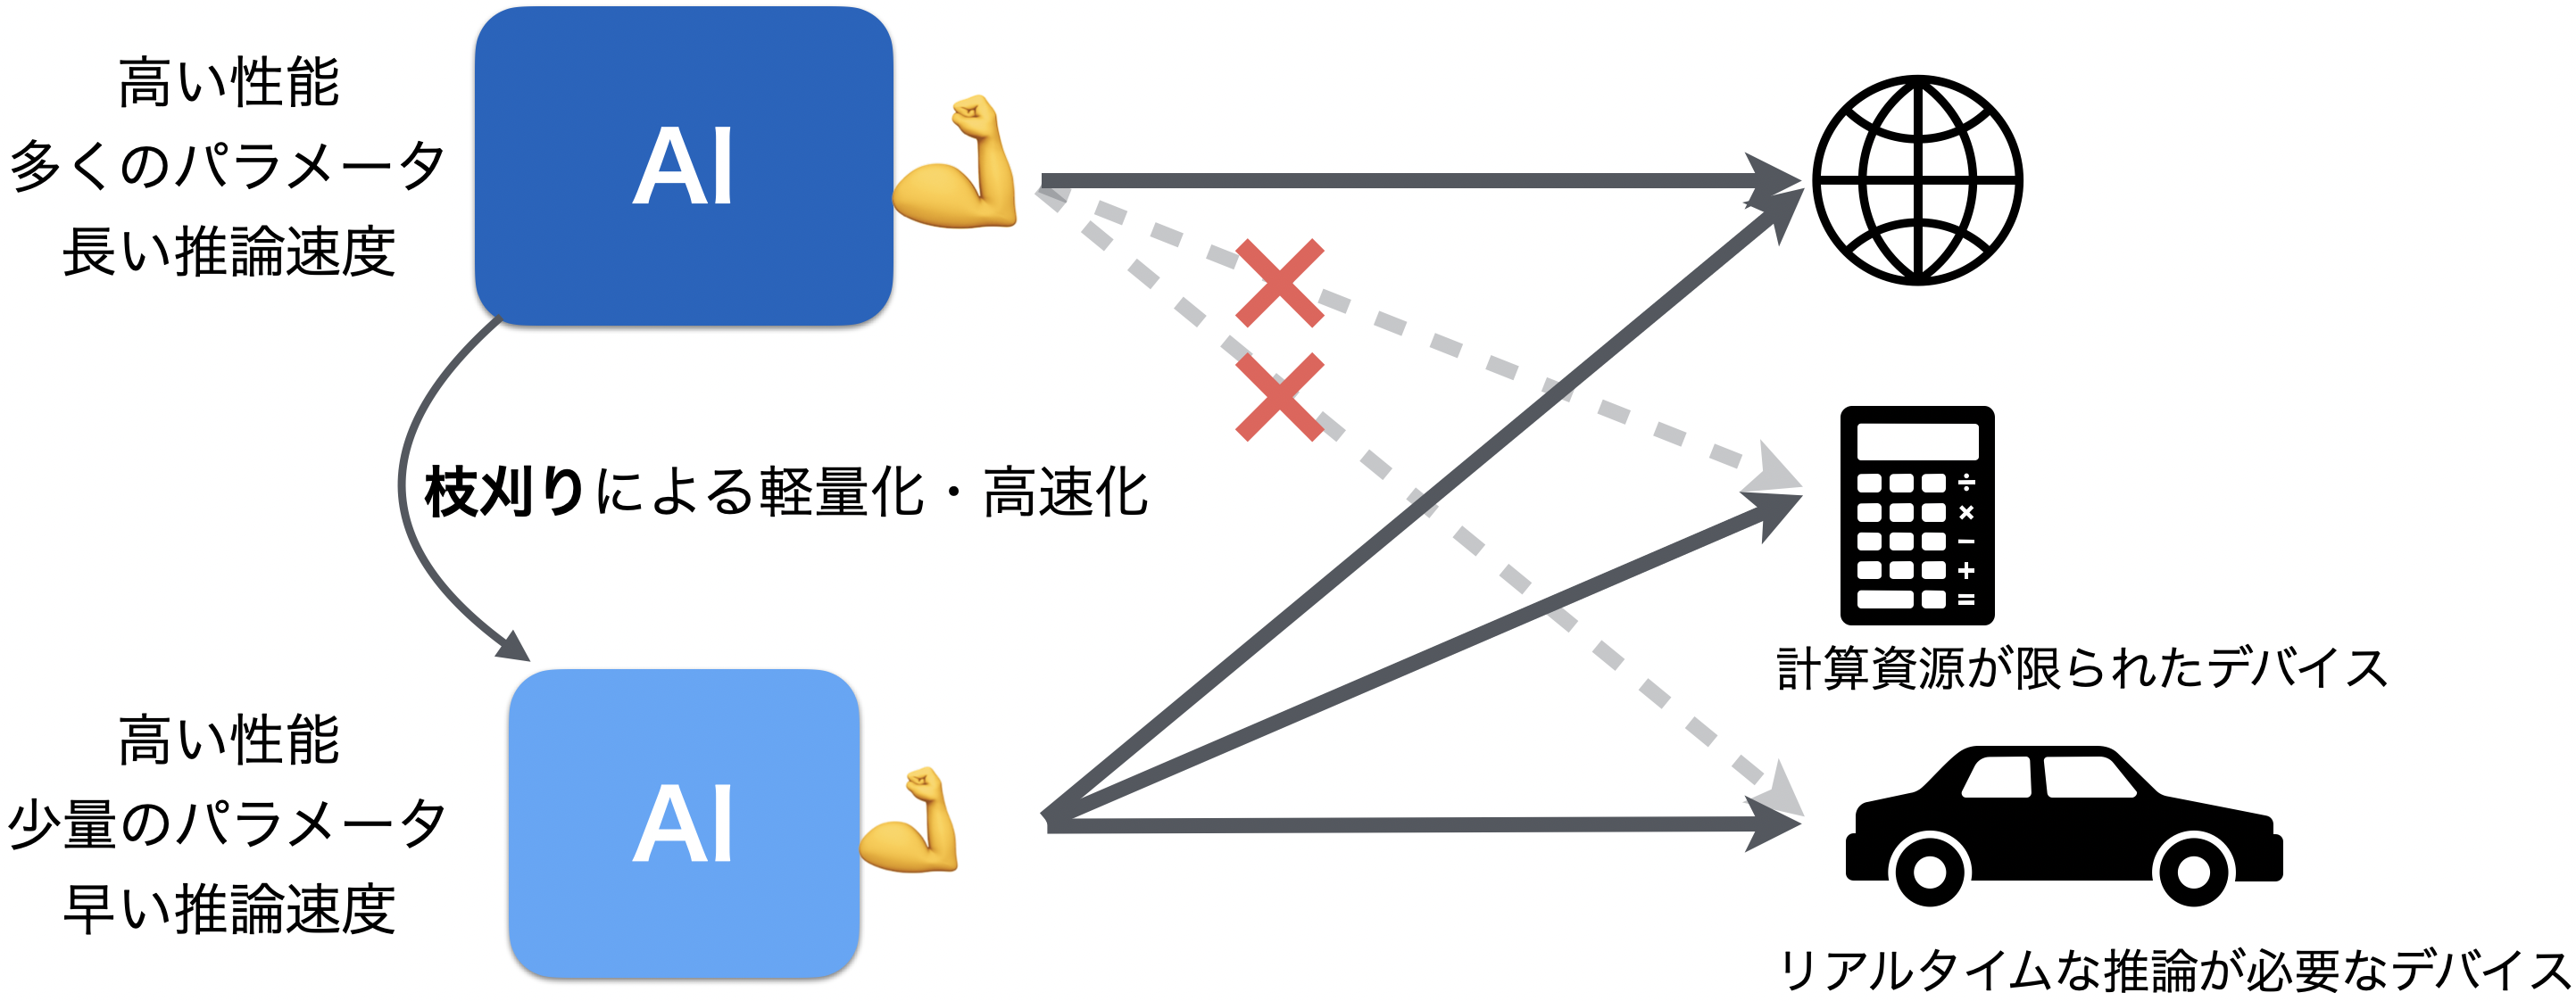 高い性能
多くのパラメータ
長い推論速度
AI
枝刈りによる軽量化・高速化
計算資源が限られたデバイス
高い性能
少量のパラメータ
早い推論速度
AI
リアルタイムな推論が必要なデバイス